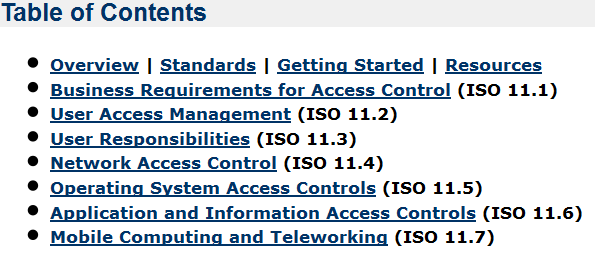 Table of Contents
Overview | Standards | Getting Started | Resources
Business Requirements for Access Control (ISO 11.1)
User Access Management (ISO 11.2)
User Responsibilities (ISO 11.3)
Network Access Control (ISO 11.4)
Operating System Access Controls (ISO 11.5)
Application and Information Access Controls (ISO 11.6)
Mobile Computing and Teleworking (ISO 11.7)